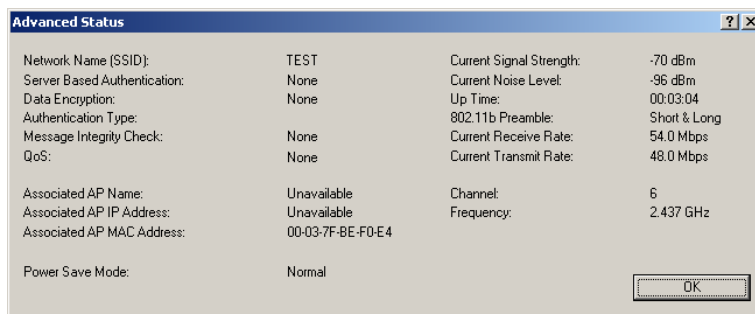 Advanced Status
Network Name (SSID): TEST Current Signal Strength: -70 dBm
Server Based Authentication: None Current Noise Level: -96 dBm
Data Encryption: None Up Time: 00:03:04
Authentication Type: 802.11b Preamble: Short & Long
Message Integrity Check: None Current Receive Rate: 54.0 Mbps
QoS: None Current Transmit Rate: 48.0 Mbps
Associated AP Name: Unavailable Channel: 6
Associated AP IP Address: Unavailable Frequency: 2.437 GHz
Associated AP MAC Address: 00-03-7F-BE-F0-E4
Power Save Mode: Normal
OK